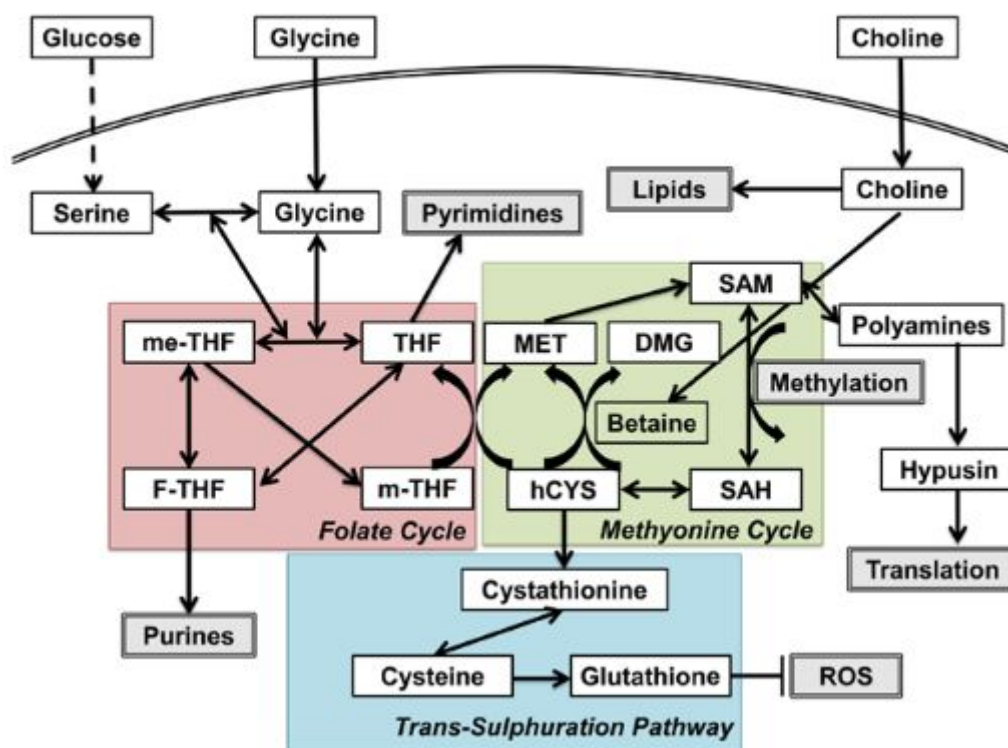 Glucose
Glycine
Choline
Serine
Glycine
Pyrimidines
Lipids
Choline
SAM
me-THF
THF
MET
DMG
Polyamines
Methylation
Betaine
F-THF
m-THF
hCYS
SAH
Hypusin
Folate Cycle
Methyonine Cycle
Translation
Cystathionine
Purines
Cysteine
Glutathione
ROS
Trans-Sulphuration Pathway